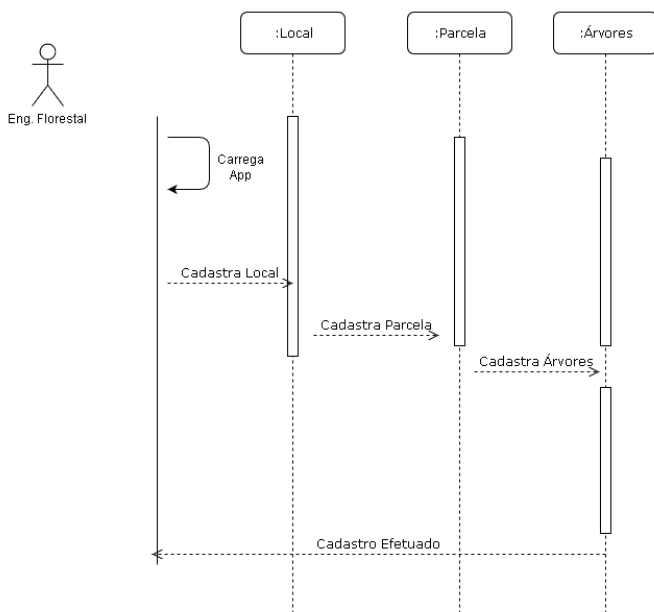 :Local
:Parcela
:Árvores
Eng. Florestal
Carrega
App
Cadastra Local
Cadastra Parcela
Cadastra Árvores
Cadastro Efetuado